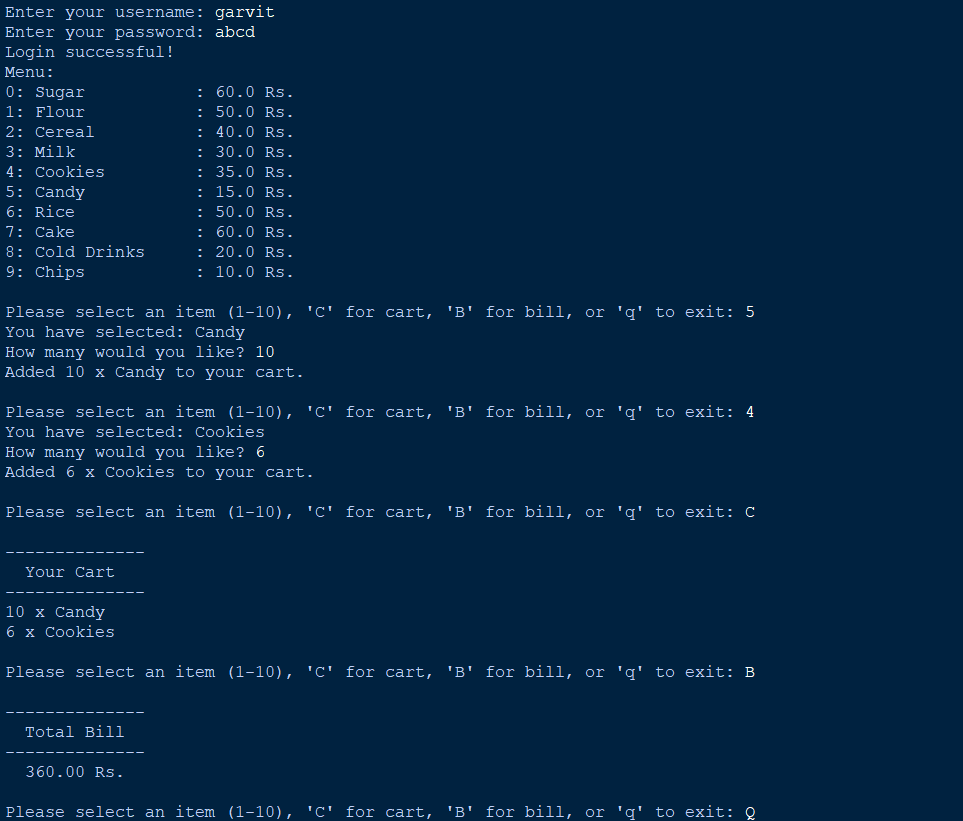 Enter your username: garvit
Enter your password: abcd
Login successful!
Menu:
0: Sugar           : 60.0 Rs.
1: Flour           : 50.0 Rs.
2: Cereal          : 40.0 Rs.
3: Milk            : 30.0 Rs.
4: Cookies         : 35.0 Rs.
5: Candy           : 15.0 Rs.
6: Rice            : 50.0 Rs.
7: Cake            : 60.0 Rs.
8: Cold Drinks     : 20.0 Rs.
9: Chips           : 10.0 Rs.

Please select an item (1-10), 'C' for cart, 'B' for bill, or 'q' to exit: 5
You have selected: Candy
How many would you like? 10
Added 10 x Candy to your cart.

Please select an item (1-10), 'C' for cart, 'B' for bill, or 'q' to exit: 4
You have selected: Cookies
How many would you like? 6
Added 6 x Cookies to your cart.

Please select an item (1-10), 'C' for cart, 'B' for bill, or 'q' to exit: C

--------------
  Your Cart
--------------
10 x Candy
6 x Cookies

Please select an item (1-10), 'C' for cart, 'B' for bill, or 'q' to exit: B

--------------
  Total Bill
--------------
  360.00 Rs.

Please select an item (1-10), 'C' for cart, 'B' for bill, or 'q' to exit: Q